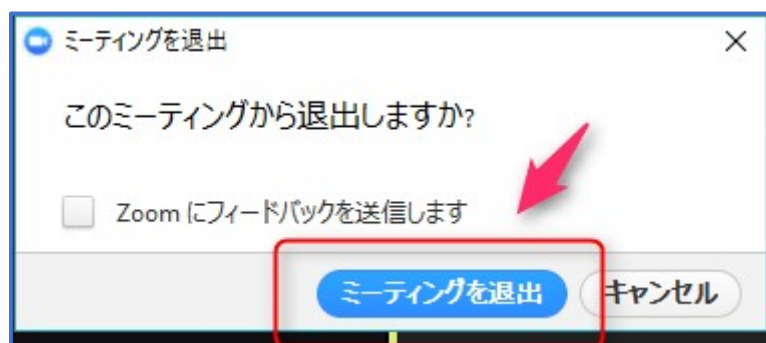 ミーティングを退出
このミーティングから退出しますか?
Zoom にフィードバックを送信します
ミーティングを退出 キャンセル